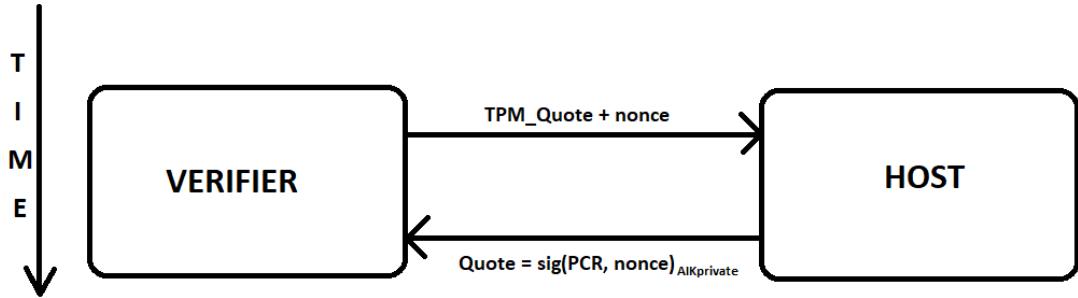 T
I
M
E
TPM_Quote + nonce
VERIFIER
HOST
Quote = sig(PCR, nonce)AIKprivate